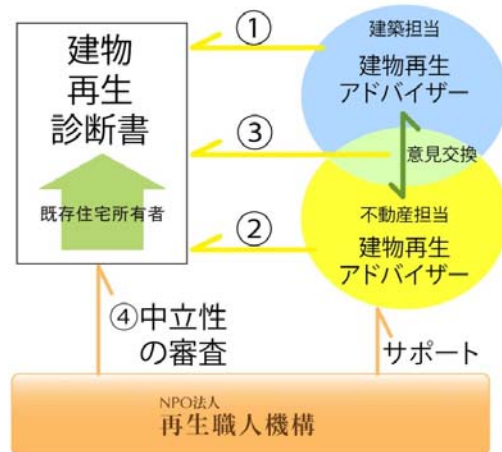 建物
再生
診断書
既存住宅所有者
①
③
②
建築担当
建物再生
アドバイザー
意見交換
不動産担当
建物再生
アドバイザー
④中立性
の審査
サポート
NPO法人
再生職人機構